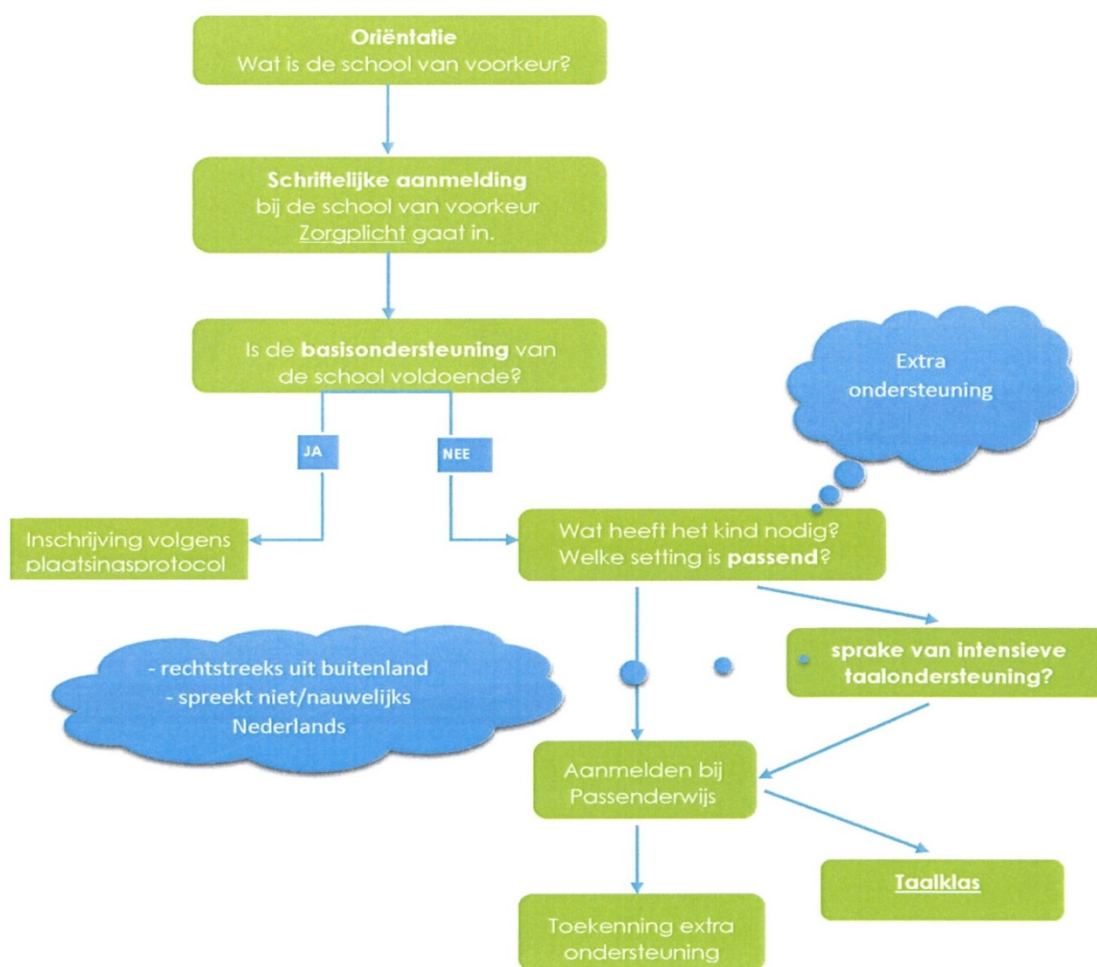 Oriëntatie
Wat is de school van voorkeur?
Schriftelijke aanmelding
bij de school van voorkeur
Zorgplicht gaat in.
Is de basisondersteuning van
de school voldoende?
Extra
ondersteuning
JA
NEE
Inschrijving volgens
plaatsingsprotocol
Wat heeft het kind nodig?
Welke setting is passend?
- rechtstreeks uit buitenland
- spreekt niet/nauwelijks
Nederlands
sprake van intensieve
taalondersteuning?
Aanmelden bij
Passenderwijs
Taalklas
Toekenning extra
ondersteuning